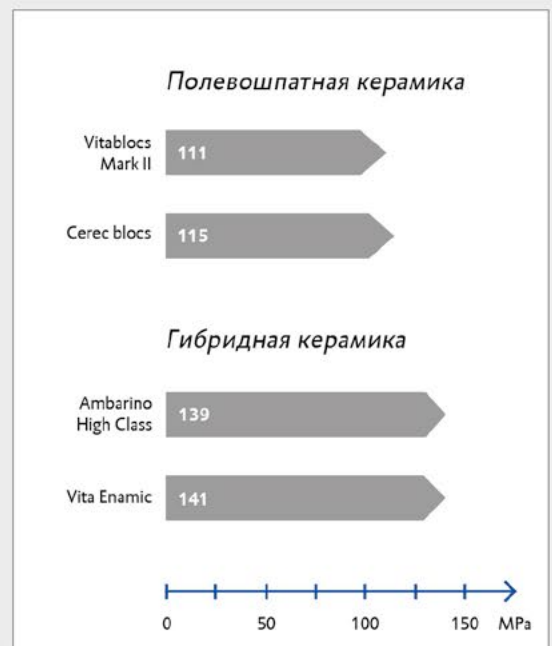 Полевошпатная керамика
Vitablocs
Mark II
111
Cerec blocs
115
Гибридная керамика
Ambarino
High Class
139
Vita Enamic
141
0 50 100 150 MPa